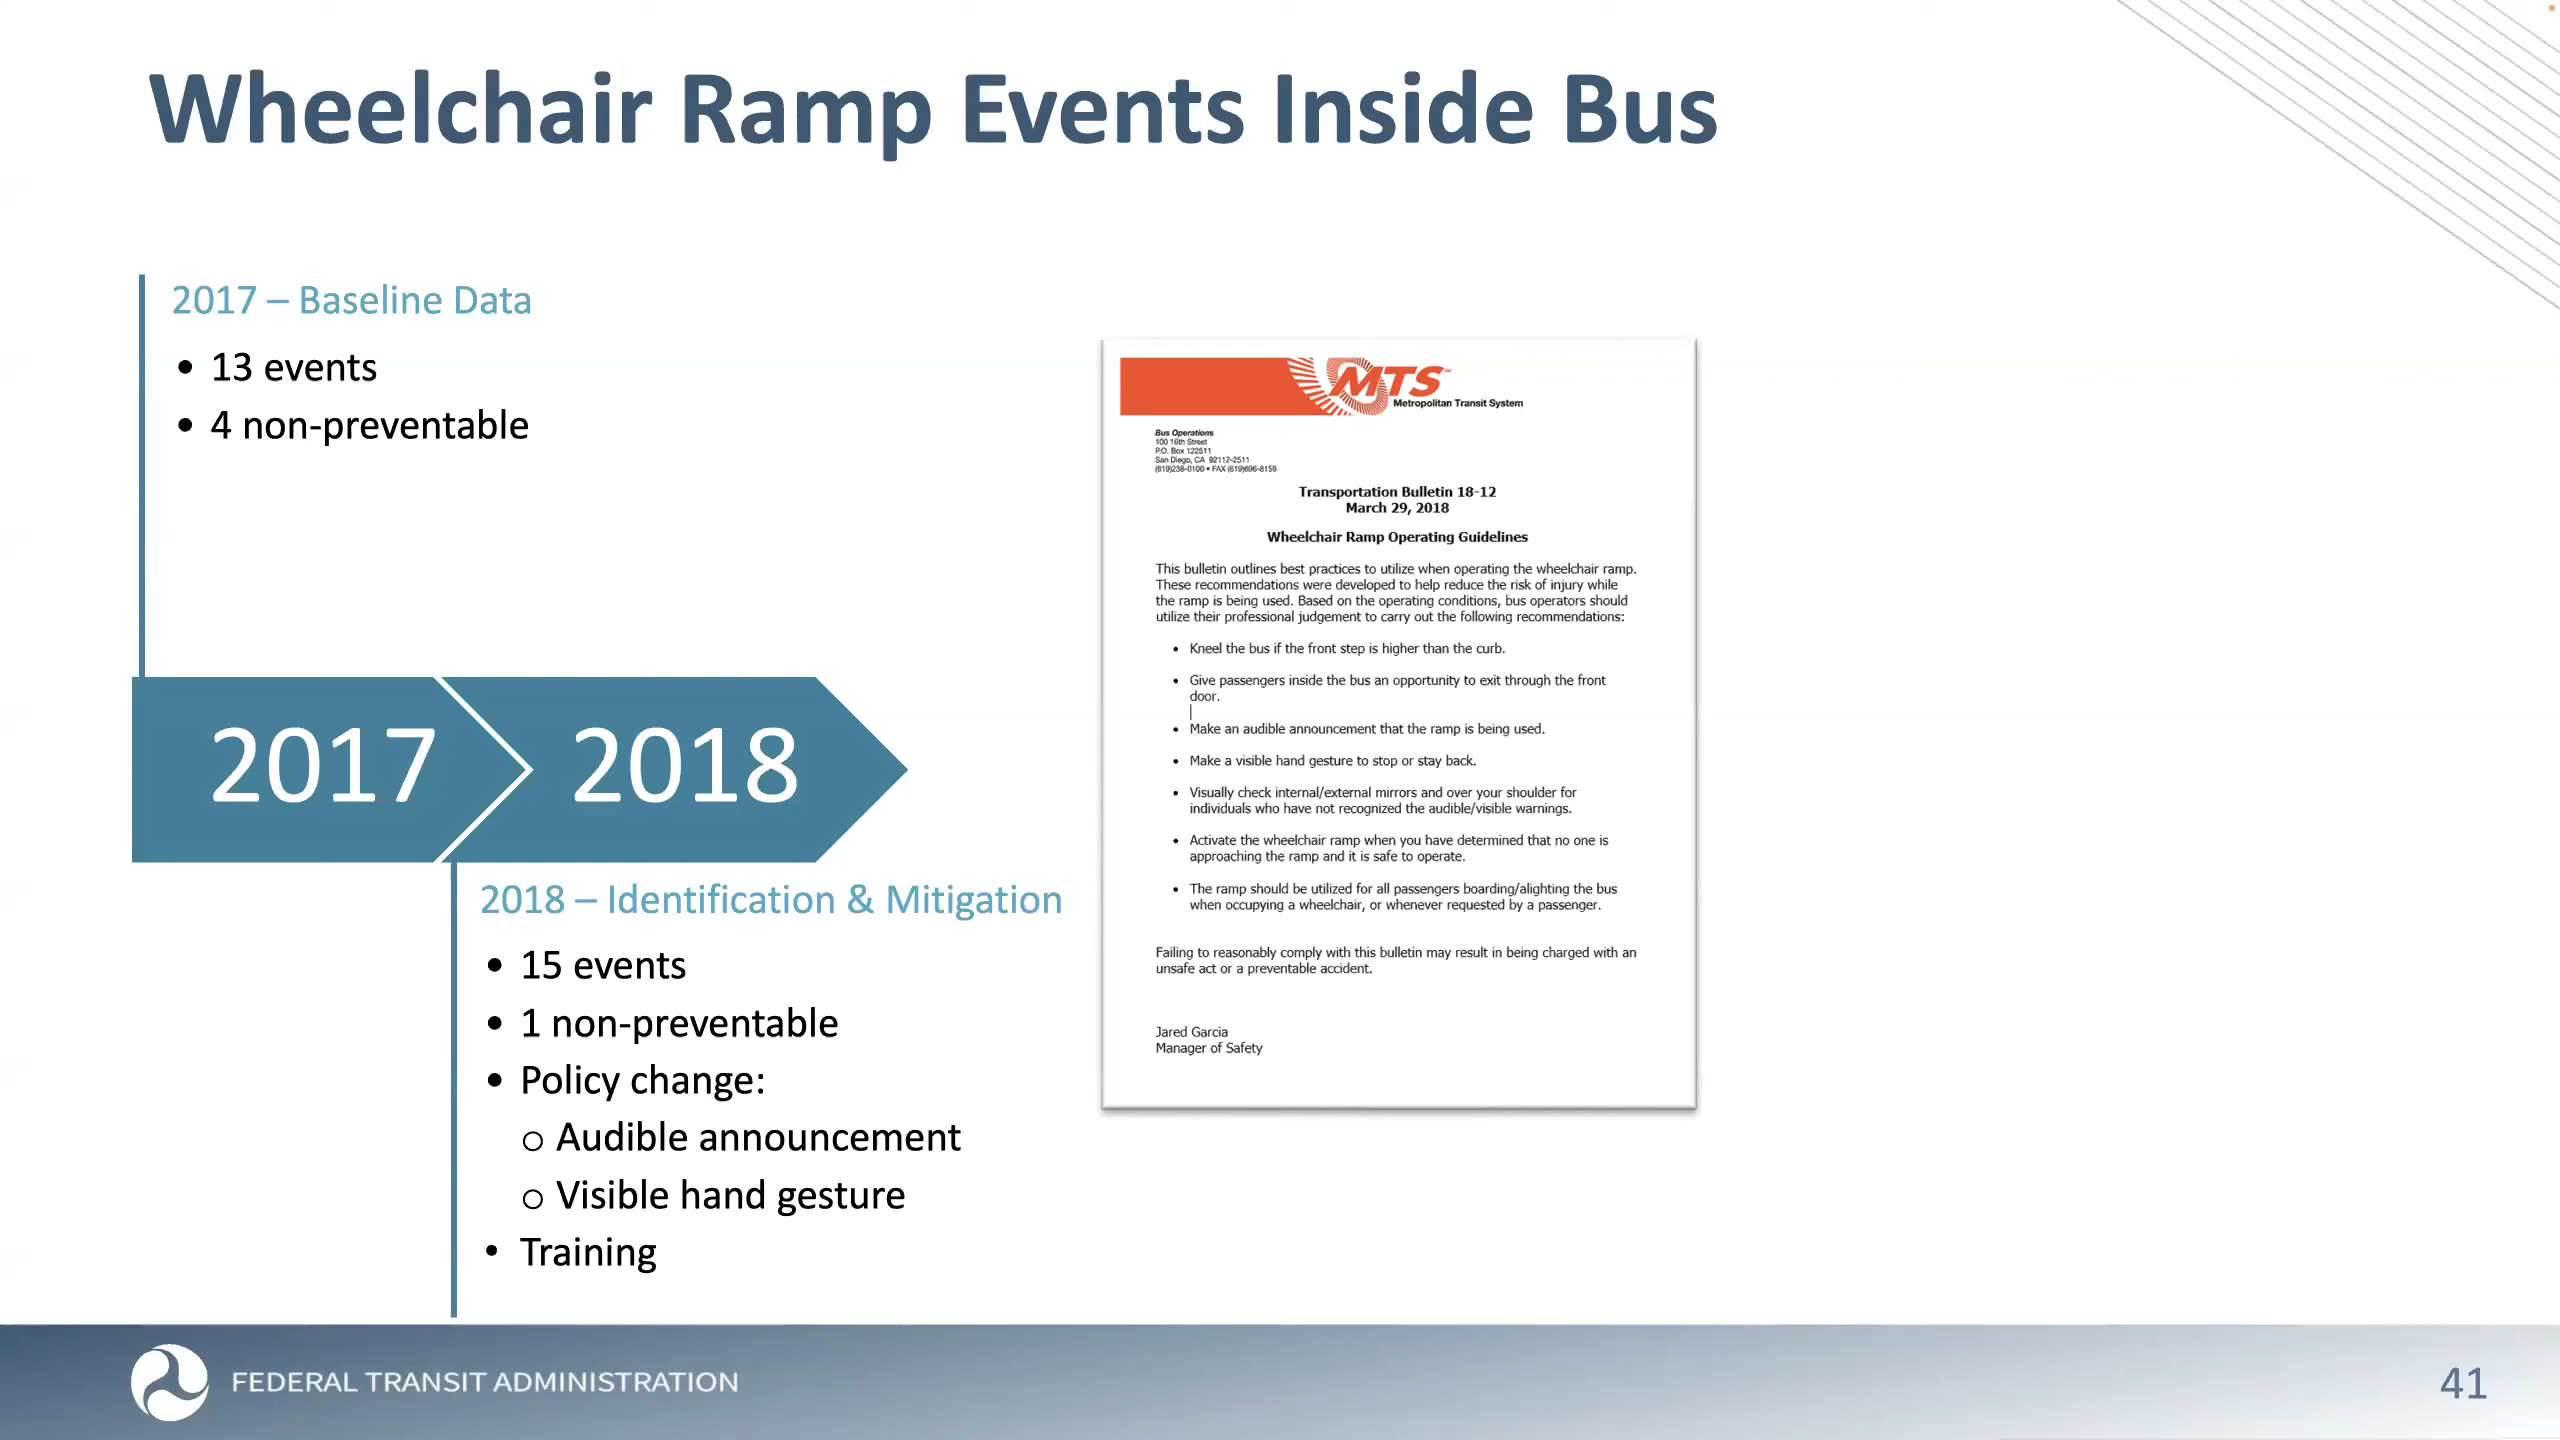 Wheelchair Ramp Events Inside Bus
2017 – Baseline Data
• 13 events
• 4 non-preventable
2017
2018
2018 – Identification & Mitigation
• 15 events
• 1 non-preventable
• Policy change:
o Audible announcement
o Visible hand gesture
• Training
MTS
Metropolitan Transit System
Bus Operations
100 16th Street
P.O. Box 122511
San Diego, CA 92112-2511
(619)238-0100 • FAX (619)696-8159
Transportation Bulletin 18-12
March 29, 2018
Wheelchair Ramp Operating Guidelines
This bulletin outlines best practices to utilize when operating the wheelchair ramp.
These recommendations were developed to help reduce the risk of injury while
the ramp is being used. Based on the operating conditions, bus operators should
utilize their professional judgement to carry out the following recommendations:
• Kneel the bus if the front step is higher than the curb.
• Give passengers inside the bus an opportunity to exit through the front
door.
• Make an audible announcement that the ramp is being used.
• Make a visible hand gesture to stop or stay back.
• Visually check internal/external mirrors and over your shoulder for
individuals who have not recognized the audible/visible warnings.
• Activate the wheelchair ramp when you have determined that no one is
approaching the ramp and it is safe to operate.
• The ramp should be utilized for all passengers boarding/alighting the bus
when occupying a wheelchair, or whenever requested by a passenger.
Failing to reasonably comply with this bulletin may result in being charged with an
unsafe act or a preventable accident.
Jared Garcia
Manager of Safety
FEDERAL TRANSIT ADMINISTRATION
41